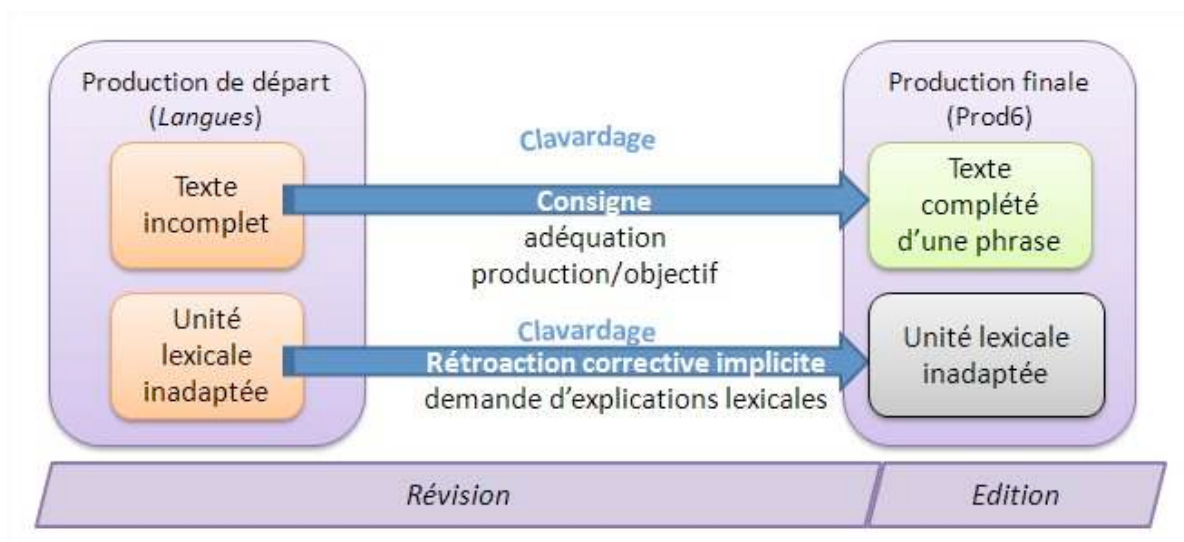 Production de départ
(Langues)
Texte
incomplet
Unité
lexicale
inadaptée
Clavardage
Consigne
adéquation
production/objectif
Clavardage
Rétroaction corrective implicite
demande d'explications lexicales
Production finale
(Prod6)
Texte
complété
d'une phrase
Unité lexicale
inadaptée
Révision
Edition